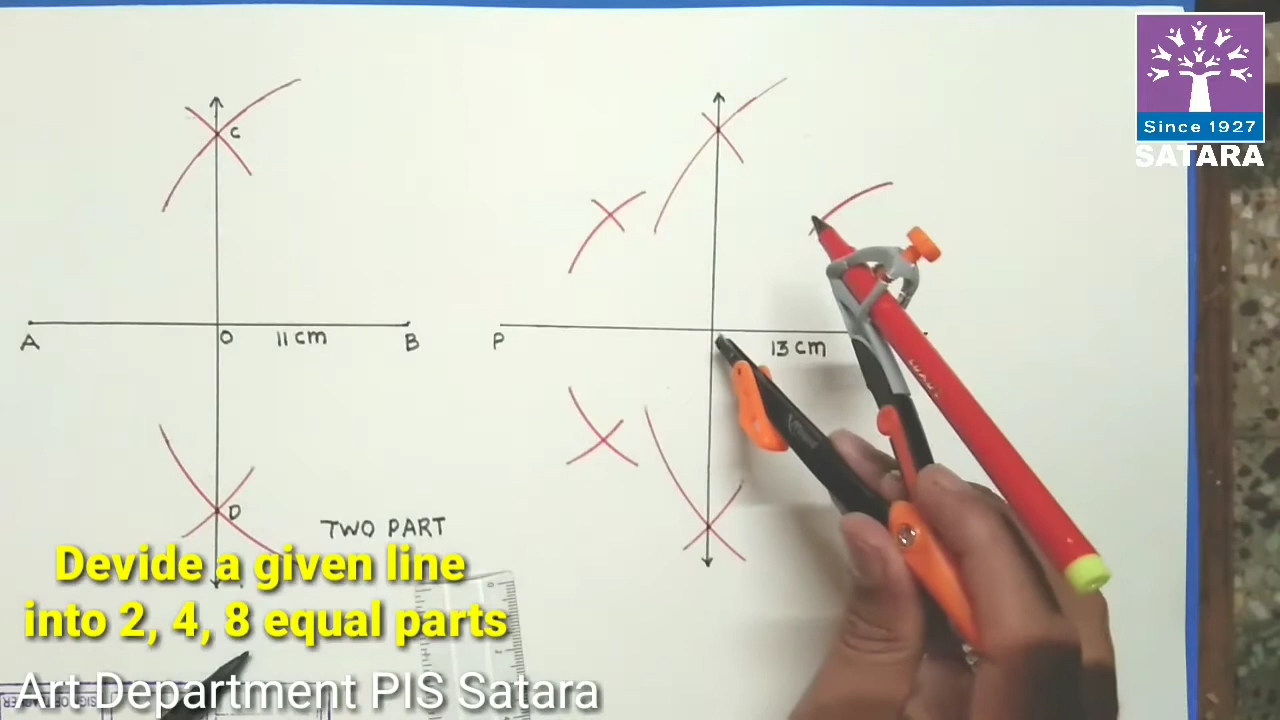 Since 1927
SATARA
C
A
O
11 cm
B
P
13 cm
D
TWO PART
Devide a given line
into 2, 4, 8 equal parts
Art Department PIS Satara